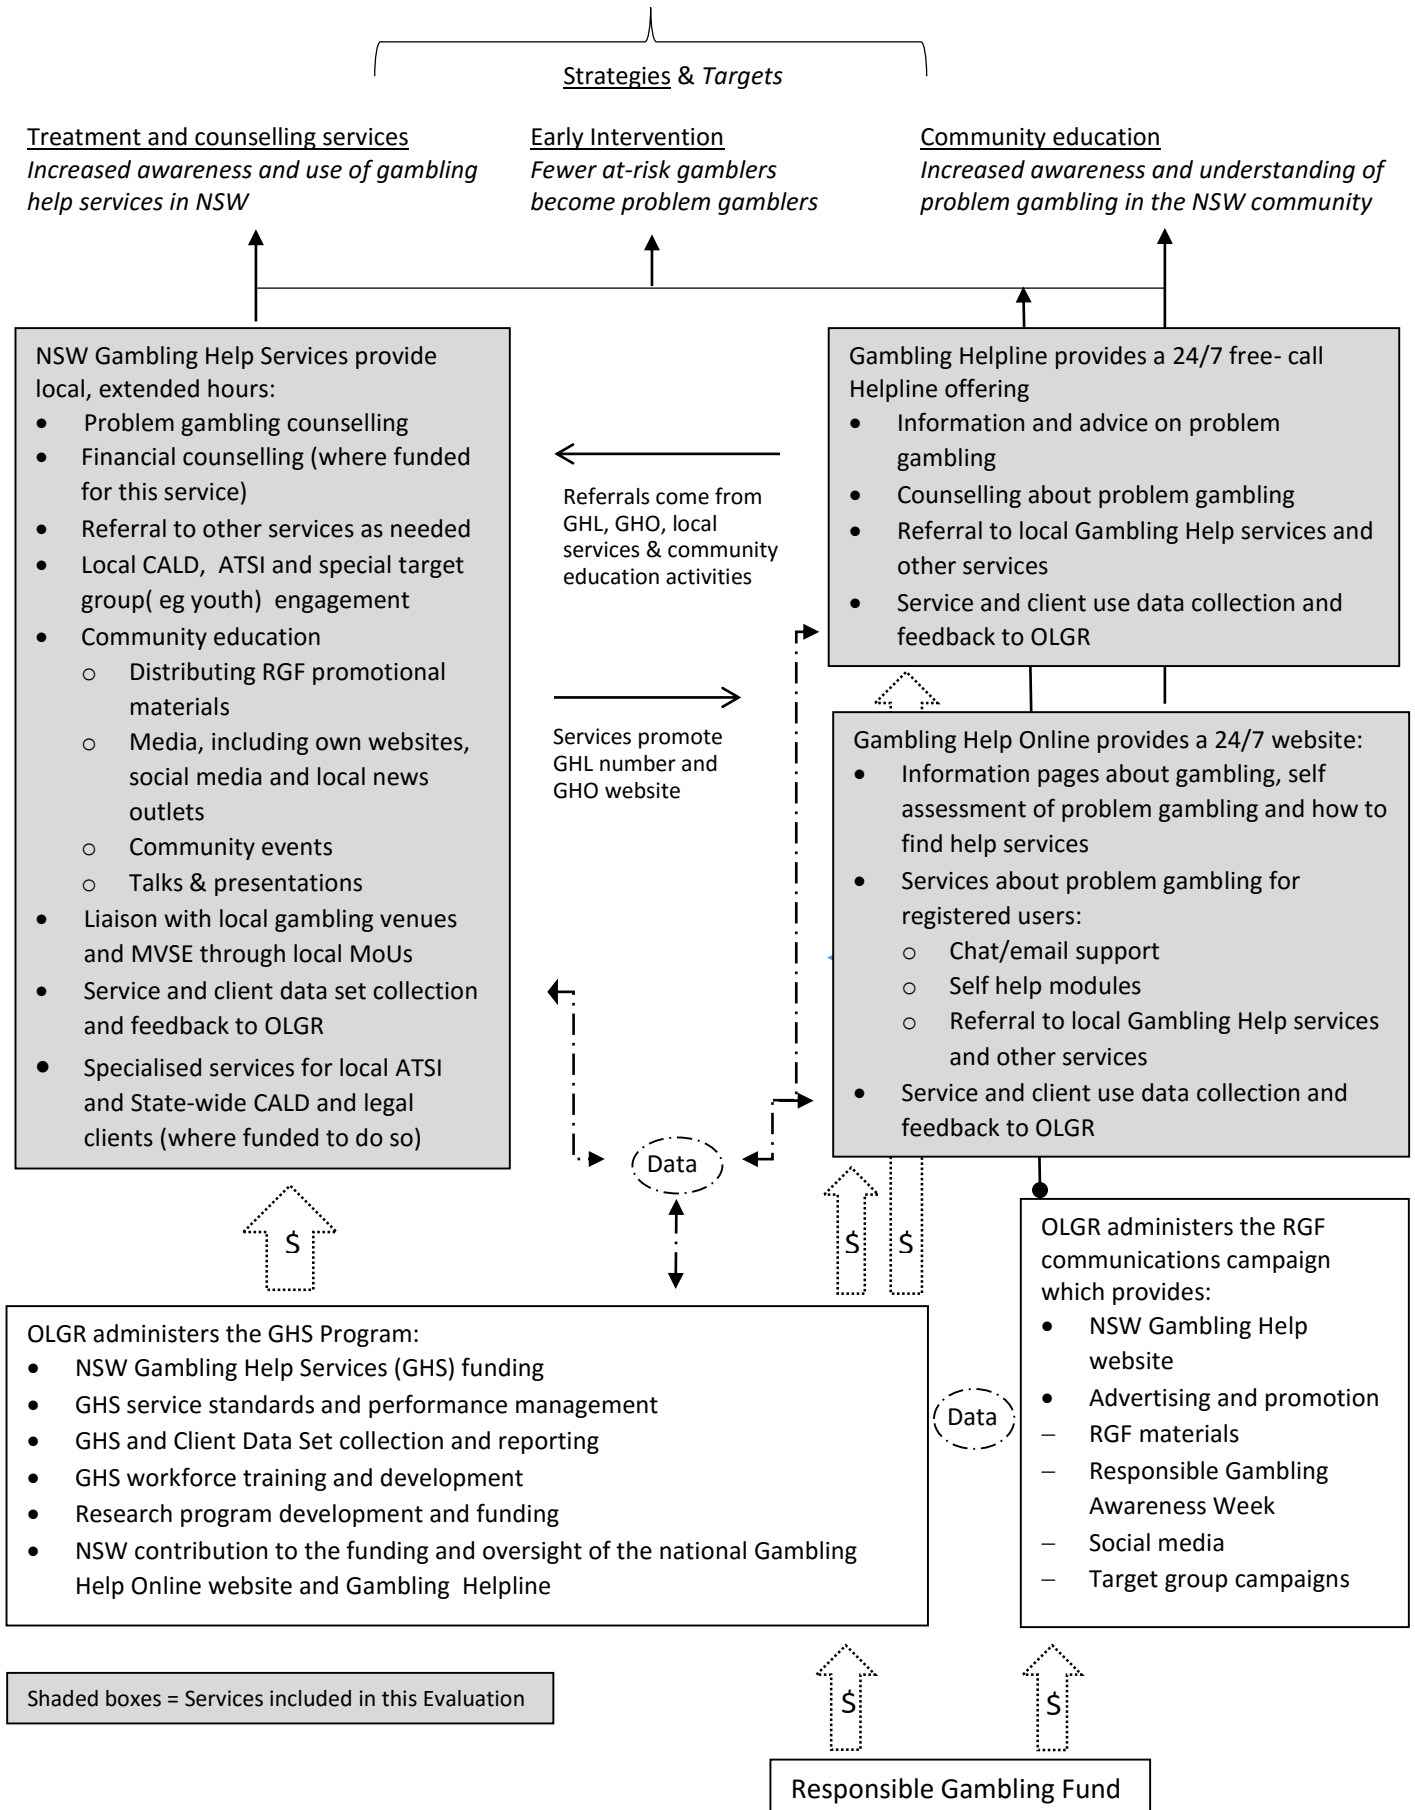 Strategies & Targets
Treatment and counselling services
Increased awareness and use of gambling
help services in NSW
Early Intervention
Fewer at-risk gamblers
become problem gamblers
Community education
Increased awareness and understanding of
problem gambling in the NSW community
NSW Gambling Help Services provide
local, extended hours:
• Problem gambling counselling
• Financial counselling (where funded
for this service)
• Referral to other services as needed
• Local CALD, ATSI and special target
group( eg youth) engagement
• Community education
o Distributing RGF promotional
materials
o Media, including own websites,
social media and local news
outlets
o Community events
o Talks & presentations
• Liaison with local gambling venues
and MVSE through local MoUs
• Service and client data set collection
and feedback to OLGR
• Specialised services for local ATSI
and State-wide CALD and legal
clients (where funded to do so)
Referrals come from
GHL, GHO, local
services & community
education activities
Services promote
GHL number and
GHO website
Gambling Helpline provides a 24/7 free- call
Helpline offering
• Information and advice on problem
gambling
• Counselling about problem gambling
• Referral to local Gambling Help services and
other services
• Service and client use data collection and
feedback to OLGR
Gambling Help Online provides a 24/7 website:
• Information pages about gambling, self
assessment of problem gambling and how to
find help services
• Services about problem gambling for
registered users:
o Chat/email support
o Self help modules
o Referral to local Gambling Help services
and other services
• Service and client use data collection and
feedback to OLGR
Data
$
$
$
OLGR administers the GHS Program:
• NSW Gambling Help Services (GHS) funding
• GHS service standards and performance management
• GHS and Client Data Set collection and reporting
• GHS workforce training and development
• Research program development and funding
• NSW contribution to the funding and oversight of the national Gambling
Help Online website and Gambling Helpline
Data
OLGR administers the RGF
communications campaign
which provides:
• NSW Gambling Help
website
• Advertising and promotion
– RGF materials
– Responsible Gambling
Awareness Week
– Social media
– Target group campaigns
Shaded boxes = Services included in this Evaluation
$
$
Responsible Gambling Fund